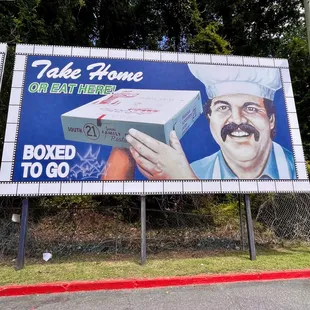 Take Home
OR EAT HERE!
SOUTH 21
BOXED
TO GO